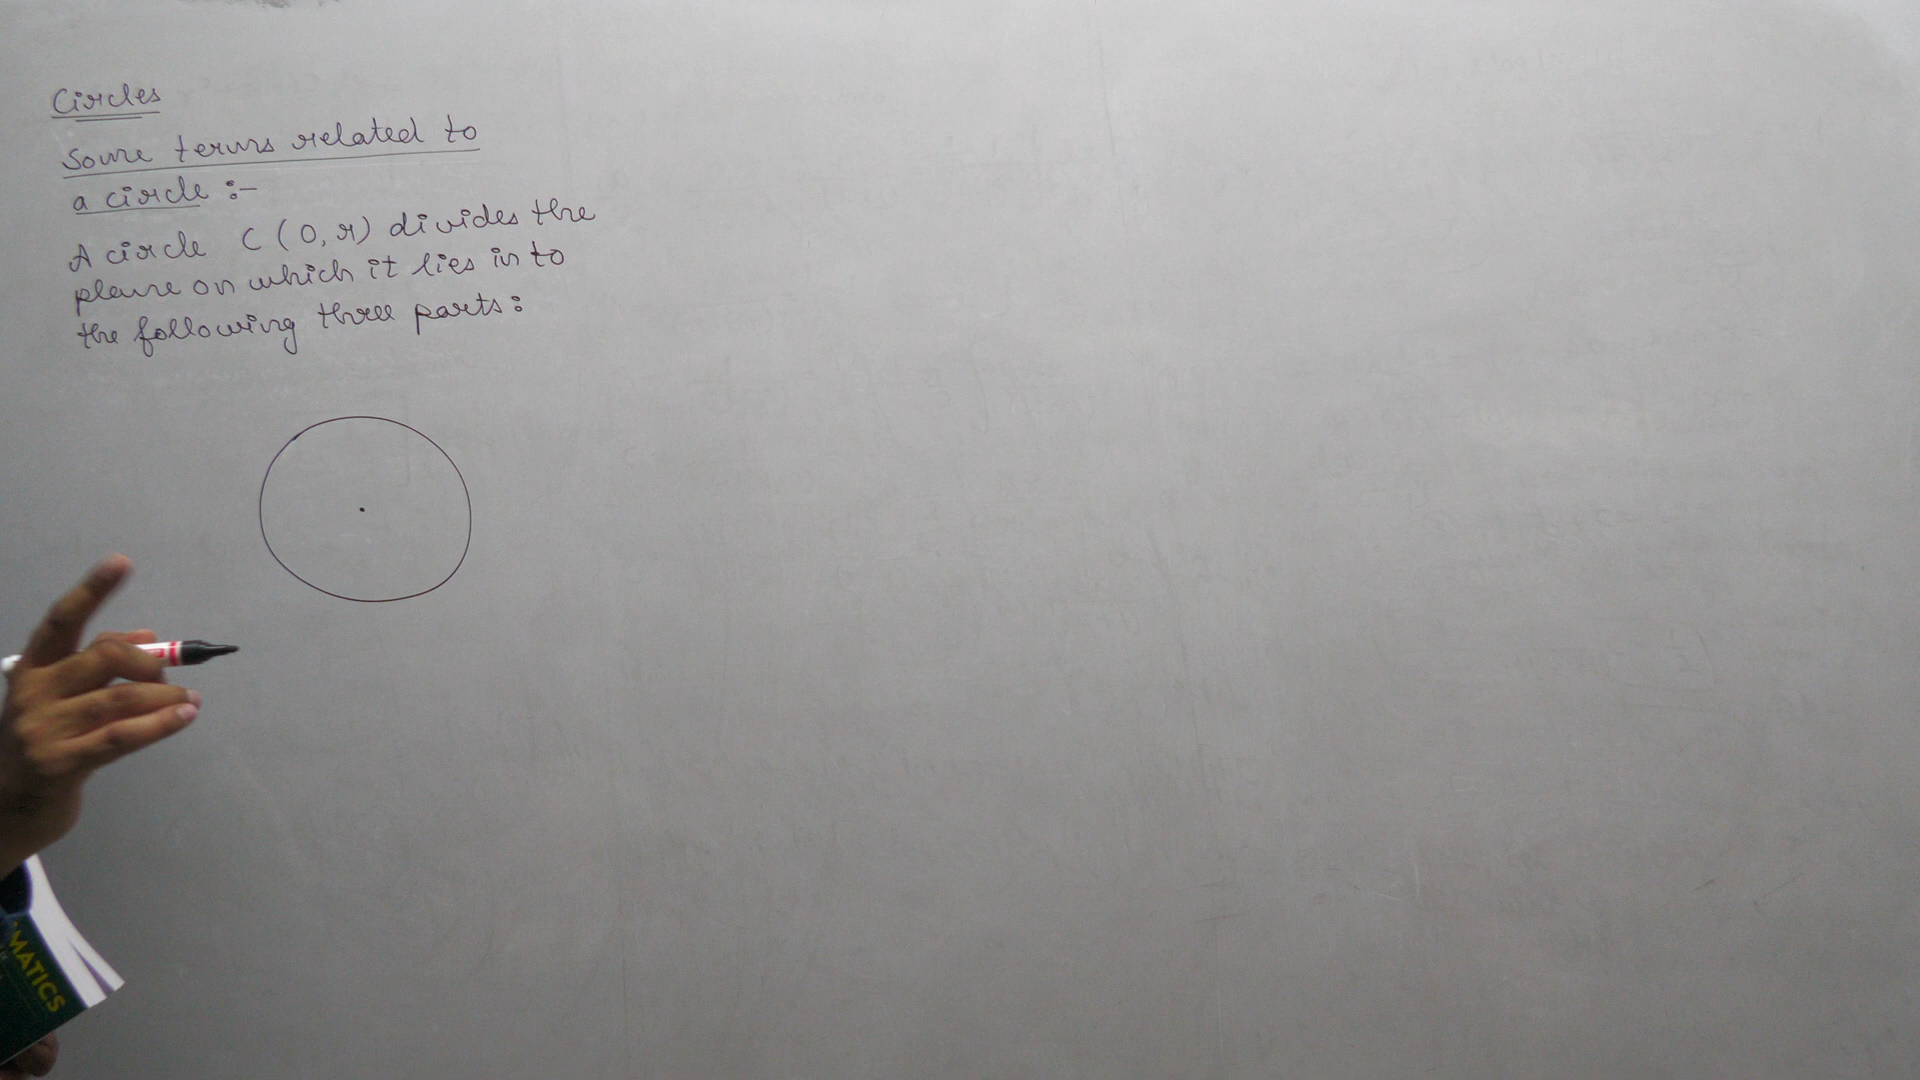 Circles
Some terms related to
a circle :-
A circle C (O, r) divides the
plane on which it lies in to
the following three parts:
MATICS